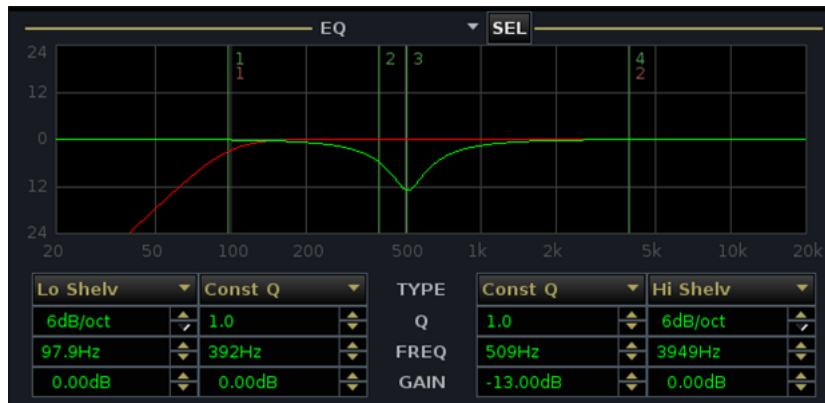 EQ SEL
24
1 2 3 4
1 2
12
0
12
24
20 50 100 200 500 1k 2k 5k 10k 20k
Lo Shelv Const Q TYPE Const Q Hi Shelv
6dB/oct 1.0 Q 1.0 6dB/oct
97.9Hz 392Hz FREQ 509Hz 3949Hz
0.00dB 0.00dB GAIN -13.00dB 0.00dB